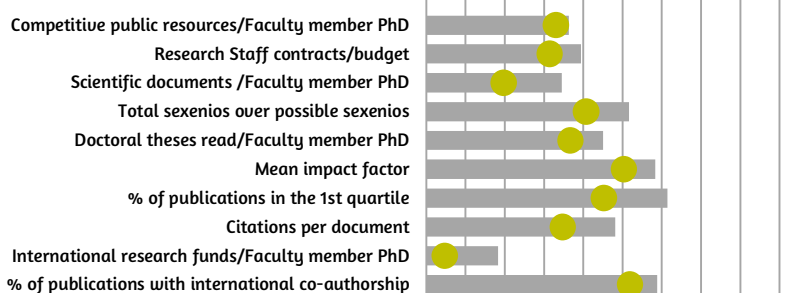 Competitive public resources/Faculty member PhD
Research Staff contracts/budget
Scientific documents /Faculty member PhD
Total sexenios over possible sexenios
Doctoral theses read/Faculty member PhD
Mean impact factor
% of publications in the 1st quartile
Citations per document
International research funds/Faculty member PhD
% of publications with international co-authorship